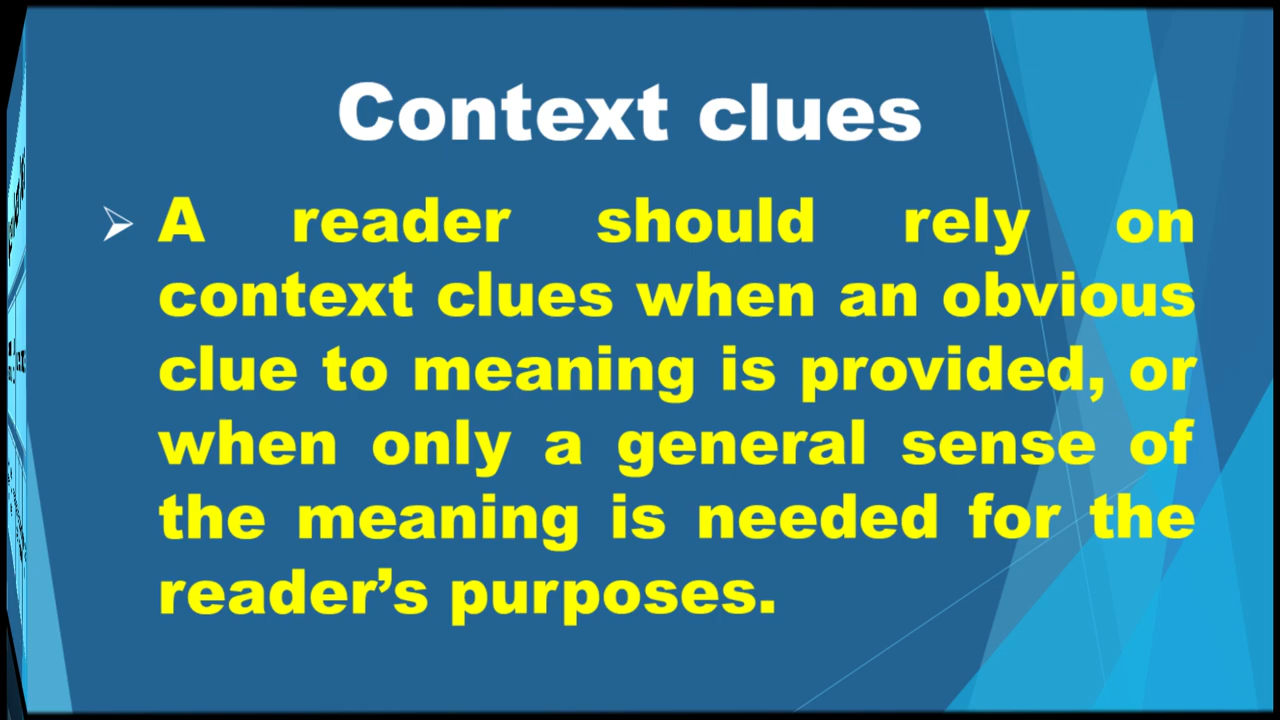 Context clues
A reader should rely on
context clues when an obvious
clue to meaning is provided, or
when only a general sense of
the meaning is needed for the
reader’s purposes.